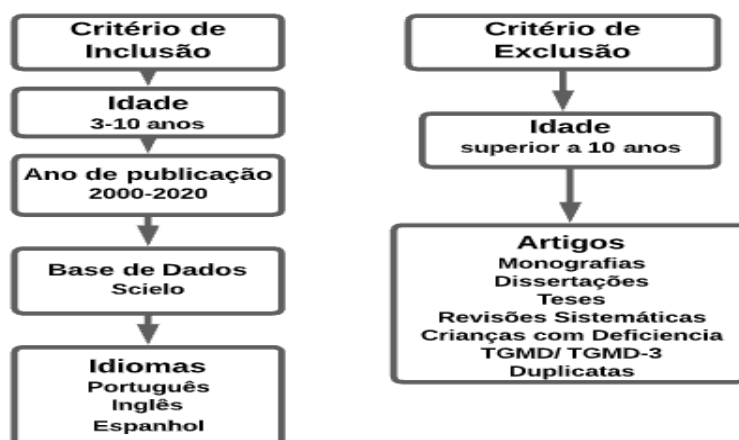 Critério de
Inclusão
Idade
3-10 anos
Ano de publicação
2000-2020
Base de Dados
Scielo
Idiomas
Português
Inglês
Espanhol
Critério de
Exclusão
Idade
superior a 10 anos
Artigos
Monografias
Dissertações
Teses
Revisões Sistemáticas
Crianças com Deficiencia
TGMD/ TGMD-3
Duplicatas